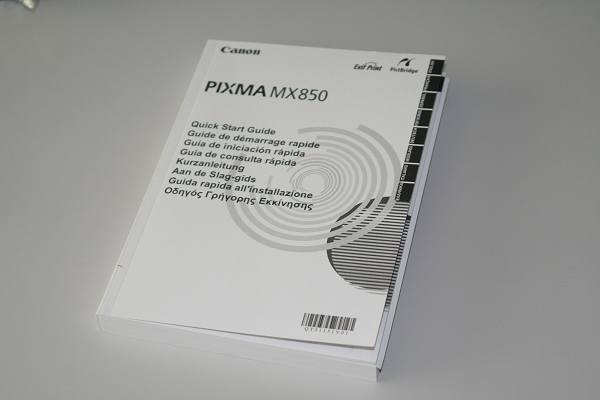 Canon
Exif Print
PictBridge
PIXMA MX850
Quick Start Guide
Guide de démarrage rapide
Guía de iniciación rápida
Guia de consulta rápida
Kurzanleitung
Aan de Slag-gids
Guida rapida all'installazione
Οδηγός Γρήγορης Εκκίνησης